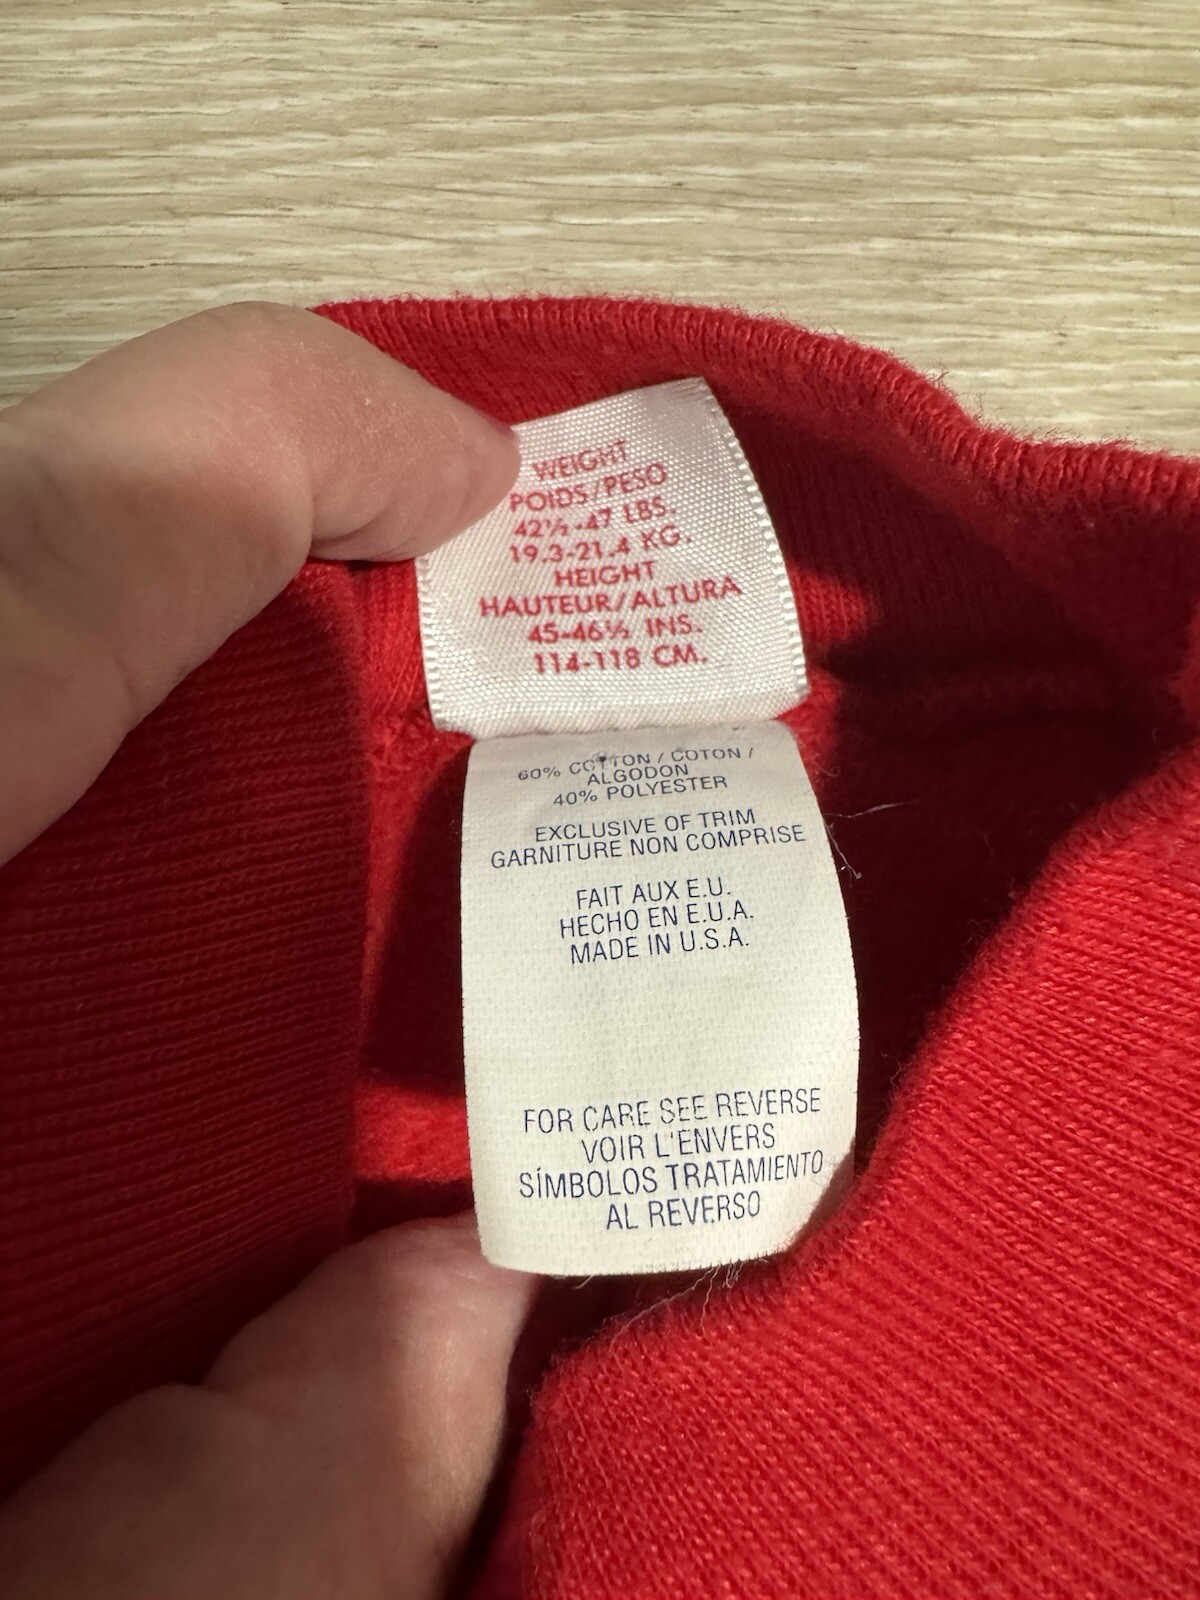 WEIGHT
POIDS/PESO
42½-47 LBS.
19.3-21.4 KG.
HEIGHT
HAUTEUR/ALTURA
45-46½ INS.
114-118 CM.
60% COTTON / COTON /
ALGODON
40% POLYESTER
EXCLUSIVE OF TRIM
GARNITURE NON COMPRISE
FAIT AUX E.U.
HECHO EN E.U.A.
MADE IN U.S.A.
FOR CARE SEE REVERSE
VOIR L'ENVERS
SÍMBOLOS TRATAMIENTO
AL REVERSO